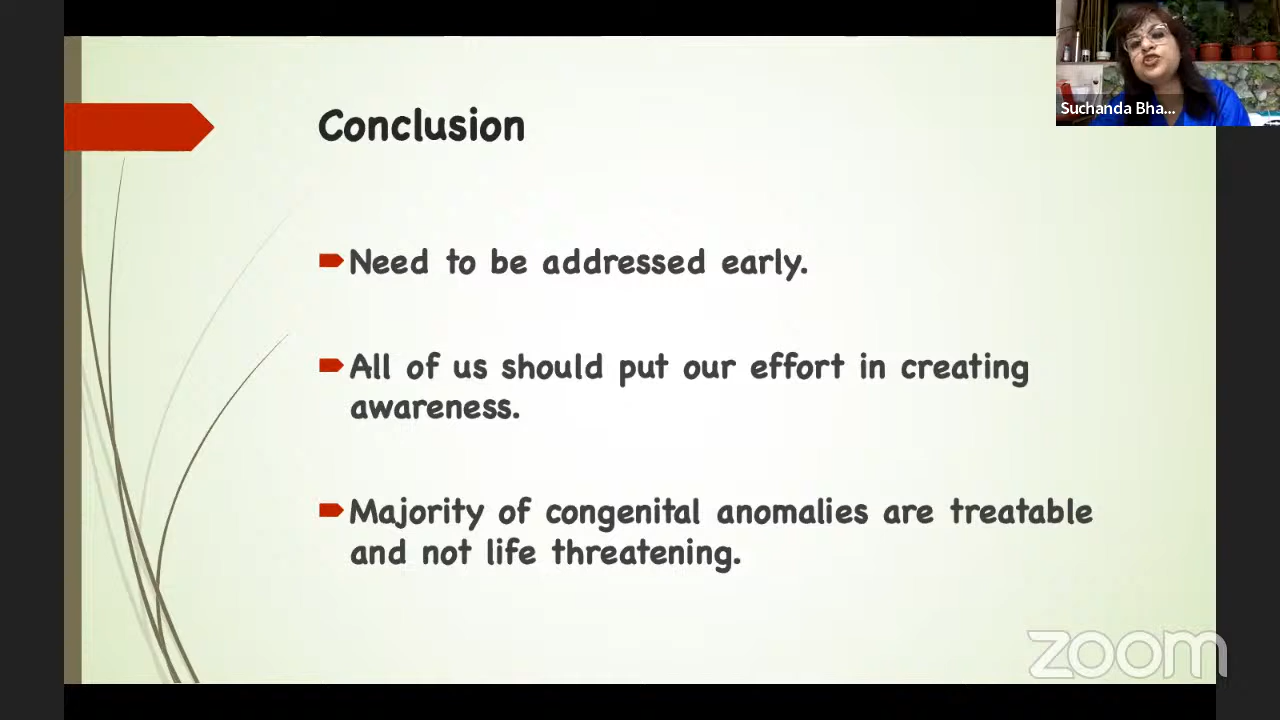 Suchanda Bha...
Conclusion
Need to be addressed early.
All of us should put our effort in creating
awareness.
Majority of congenital anomalies are treatable
and not life threatening.
zoom